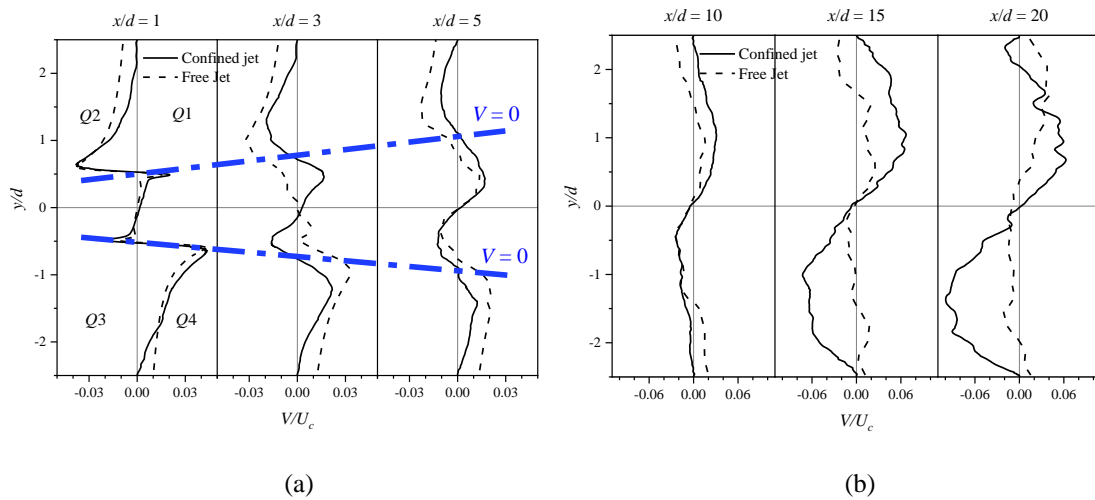 x/d = 1 x/d = 3 x/d = 5
Confined jet
Free Jet
Q2 Q1
V = 0
V = 0
Q3 Q4
y/d
2
1
0
-1
-2
-0.03 0.00 0.03 -0.03 0.00 0.03 -0.03 0.00 0.03
V/Uc
(a)
x/d = 10 x/d = 15 x/d = 20
Confined jet
Free Jet
y/d
2
1
0
-1
-2
-0.06 0.00 0.06 -0.06 0.00 0.06 -0.06 0.00 0.06
V/Uc
(b)